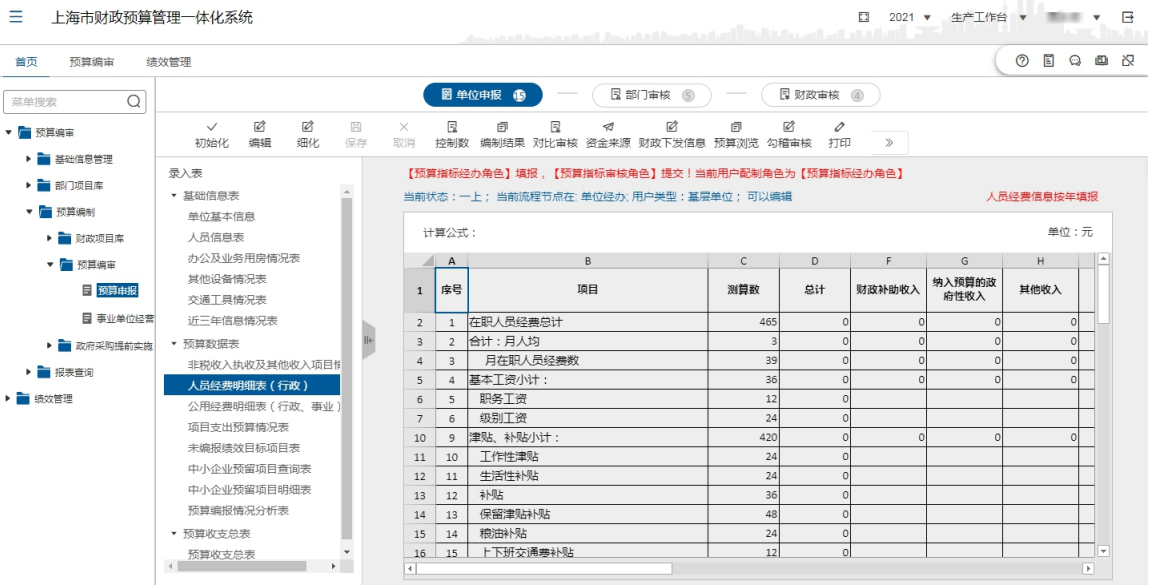 上海市财政预算管理一体化系统
2021 生产工作台
首页 预算编审 绩效管理
单位申报 15 部门审核 5 财政审核 4
菜单搜索
预算编审
基础信息管理
部门项目库
预算编制
财政项目库
预算编审
预算申报
事业单位经营
政府采购提前实施
报表查询
绩效管理
初始化 编辑 细化 保存 取消 控制数 编制结果 对比审核 资金来源 财政下发信息 预算浏览 勾稽审核 打印
录入表
基础信息表
单位基本信息
人员信息表
办公及业务用房情况表
其他设备情况表
交通工具情况表
近三年信息情况表
预算数据表
非税收入执收及其他收入项目情
人员经费明细表（行政）
公用经费明细表（行政、事业）
项目支出预算情况表
未编报绩效目标项目表
中小企业预留项目查询表
中小企业预留项目明细表
预算编报情况分析表
预算收支总表
预算收支总表
【预算指标经办角色】填报，【预算指标审核角色】提交！当前用户配制角色为【预算指标经办角色】
当前状态：一上； 当前流程节点在: 单位经办; 用户类型：基层单位； 可以编辑 人员经费信息按年填报
计算公式： 单位：元
A B C D F G H
1 序号 项目 测算数 总计 财政补助收入 纳入预算的政府性收入 其他收入
2 1 在职人员经费总计 465 0 0 0 0
3 2 合计：月人均 3 0 0 0 0
4 3 月在职人员经费数 39 0 0 0 0
5 4 基本工资小计： 36 0 0 0 0
6 5 职务工资 12 0
7 6 级别工资 24 0
10 9 津贴、补贴小计： 420 0 0 0 0
11 10 工作性津贴 24 0
12 11 生活性补贴 24 0
13 12 补贴 36 0
14 13 保留津贴补贴 48 0
15 14 粮油补贴 24 0
16 15 上下班交通费补贴 12 0